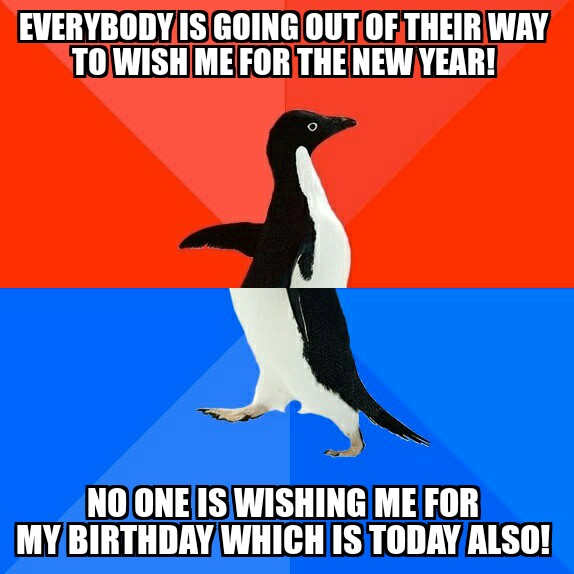 EVERYBODY IS GOING OUT OF THEIR WAY
TO WISH ME FOR THE NEW YEAR!
NO ONE IS WISHING ME FOR
MY BIRTHDAY WHICH IS TODAY ALSO!